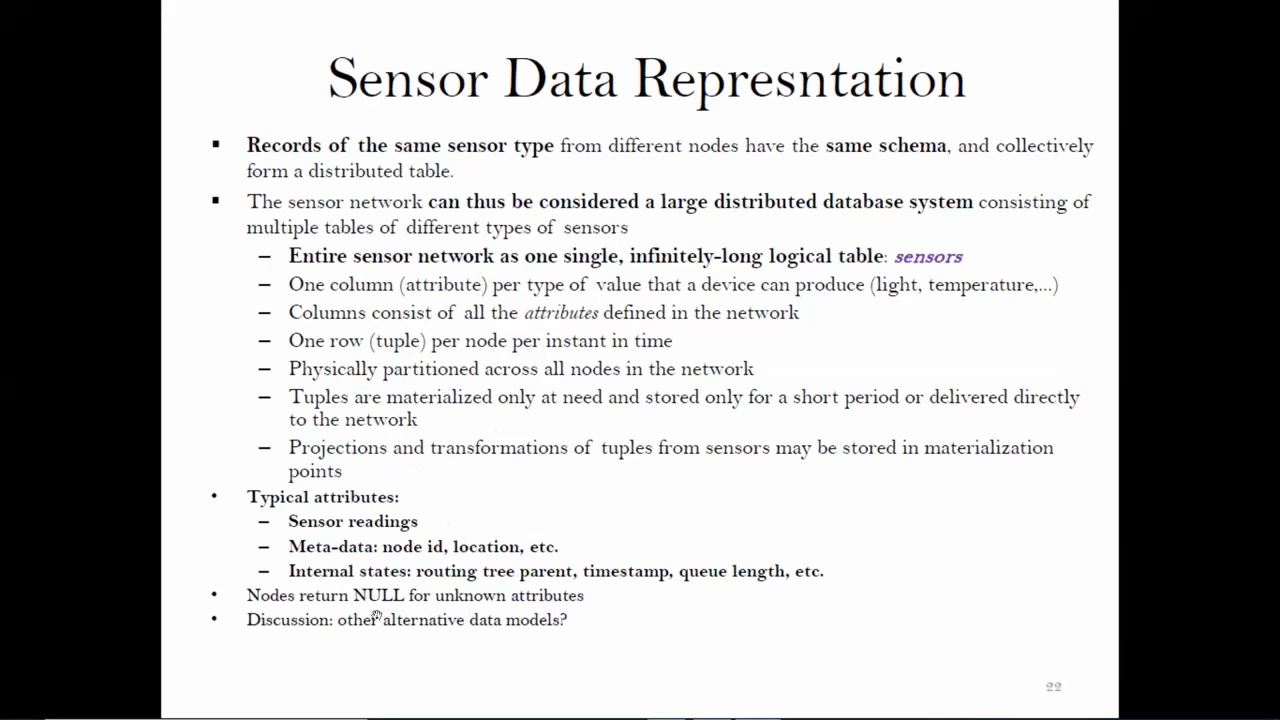 Sensor Data Represntation
▪ Records of the same sensor type from different nodes have the same schema, and collectively
form a distributed table.
▪ The sensor network can thus be considered a large distributed database system consisting of
multiple tables of different types of sensors
– Entire sensor network as one single, infinitely-long logical table: sensors
– One column (attribute) per type of value that a device can produce (light, temperature,...)
– Columns consist of all the attributes defined in the network
– One row (tuple) per node per instant in time
– Physically partitioned across all nodes in the network
– Tuples are materialized only at need and stored only for a short period or delivered directly
to the network
– Projections and transformations of tuples from sensors may be stored in materialization
points
• Typical attributes:
– Sensor readings
– Meta-data: node id, location, etc.
– Internal states: routing tree parent, timestamp, queue length, etc.
• Nodes return NULL for unknown attributes
• Discussion: other alternative data models?
22